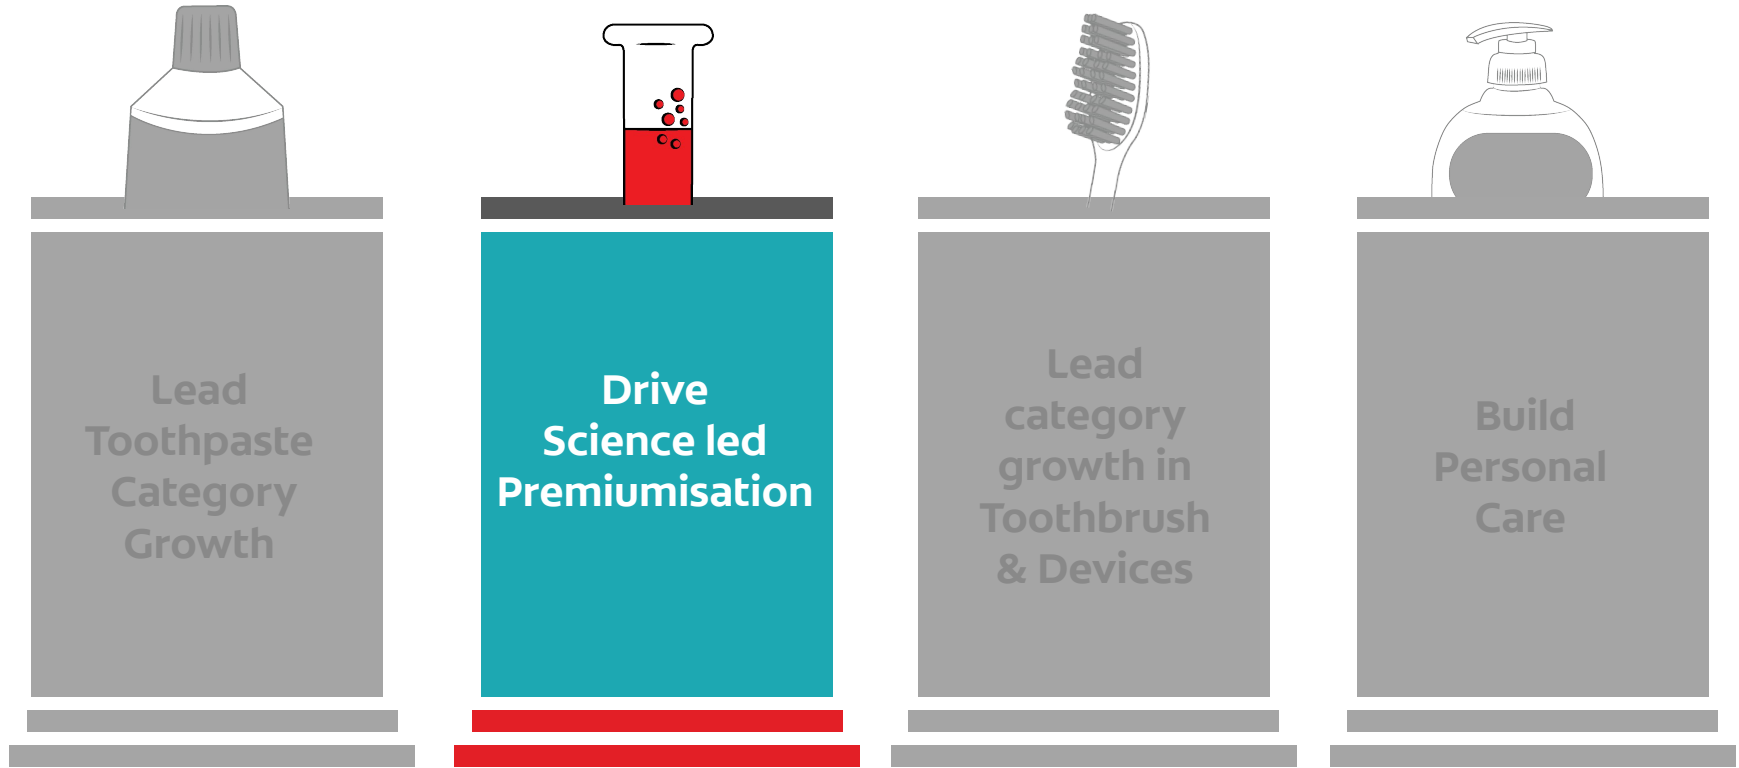 Lead
Toothpaste
Category
Growth
Drive
Science led
Premiumisation
Lead
category
growth in
Toothbrush
& Devices
Build
Personal
Care